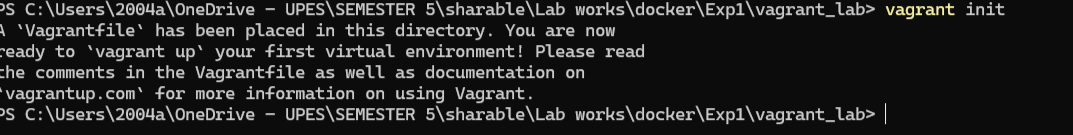 PS C:\Users\2004a\OneDrive - UPES\SEMESTER 5\sharable\Lab works\docker\Exp1\vagrant_lab> vagrant init
A `Vagrantfile` has been placed in this directory. You are now
ready to `vagrant up` your first virtual environment! Please read
the comments in the Vagrantfile as well as documentation on
`vagrantup.com` for more information on using Vagrant.
PS C:\Users\2004a\OneDrive - UPES\SEMESTER 5\sharable\Lab works\docker\Exp1\vagrant_lab>